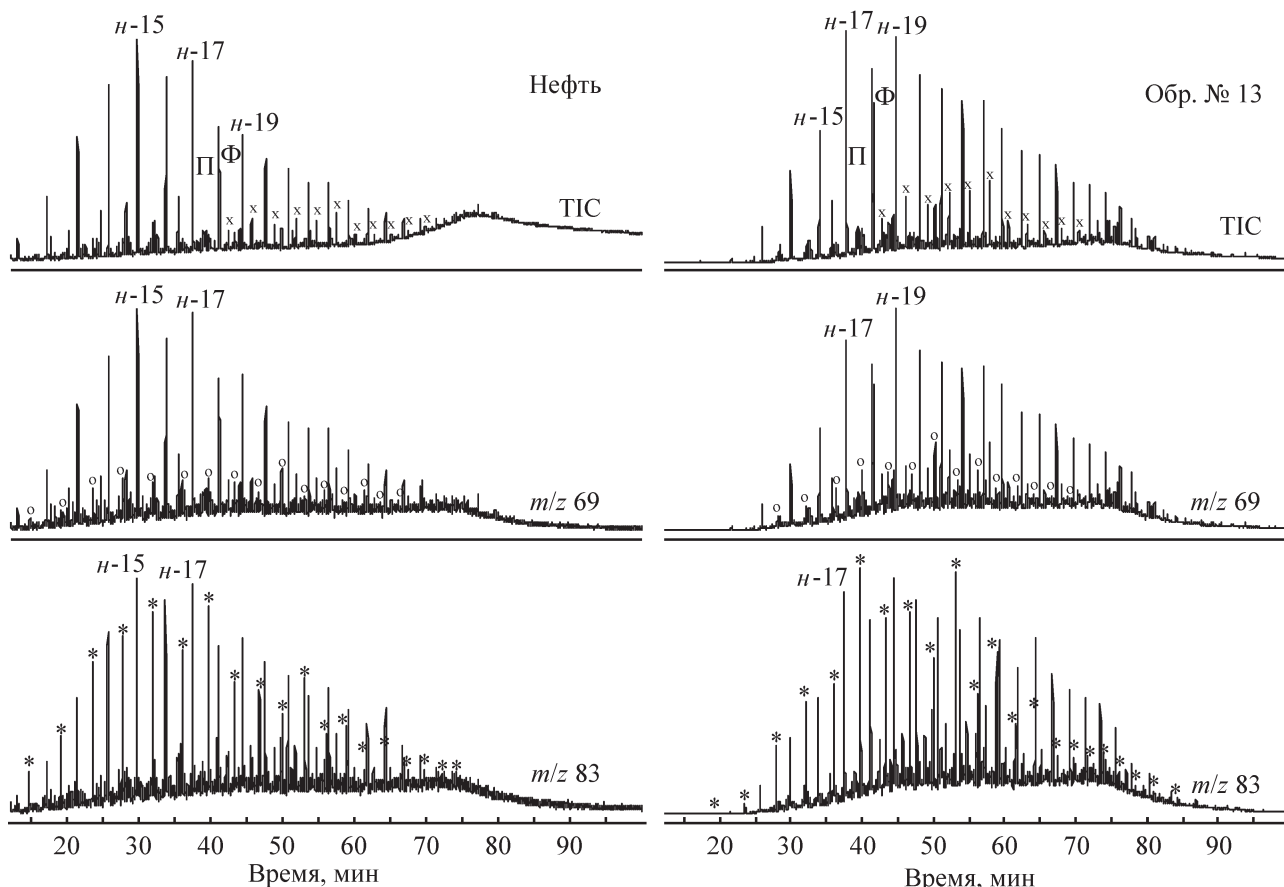 н-15
н-17
Нефть
П
Ф
н-19
x x x x x x x x x x x
TIC
н-17
н-19
Обр. № 13
н-15
П
Ф
x x x x x x x x x x
TIC
н-15
н-17
o o o o o o o o o o o o o o o
m/z 69
н-19
н-17
o o o o o o o o o o o o o o
m/z 69
н-15
н-17
* * * * * * * * * * * * * * * * * * *
m/z 83
20 30 40 50 60 70 80 90
Время, мин
н-17
* * * * * * * * * * * * * * * * * * * * *
m/z 83
20 30 40 50 60 70 80 90
Время, мин